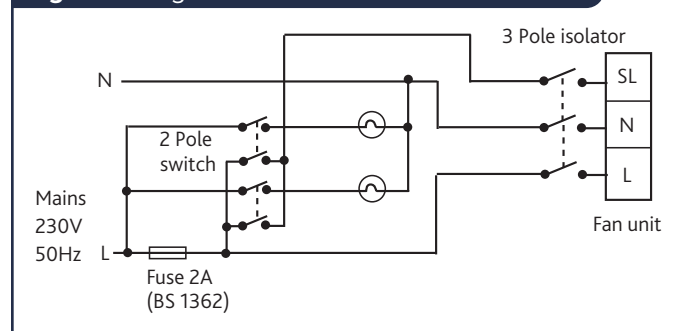 3 Pole isolator
SL
N
N
2 Pole
switch
L
Mains
230V
50Hz
L
Fan unit
Fuse 2A
(BS 1362)